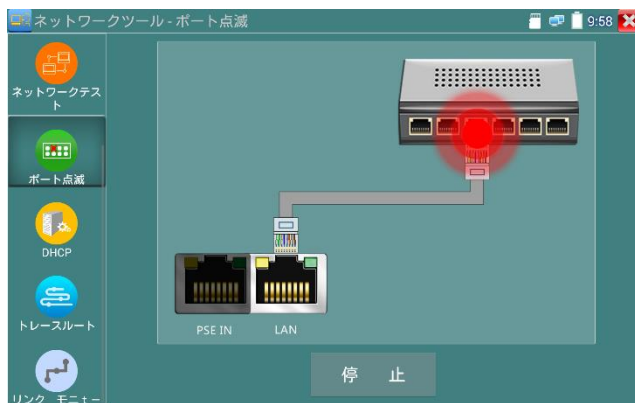 ネットワークツール - ポート点滅
9:58
ネットワークテス
ト
ポート点滅
DHCP
トレースルート
リンク モニター
PSE IN
LAN
停 止